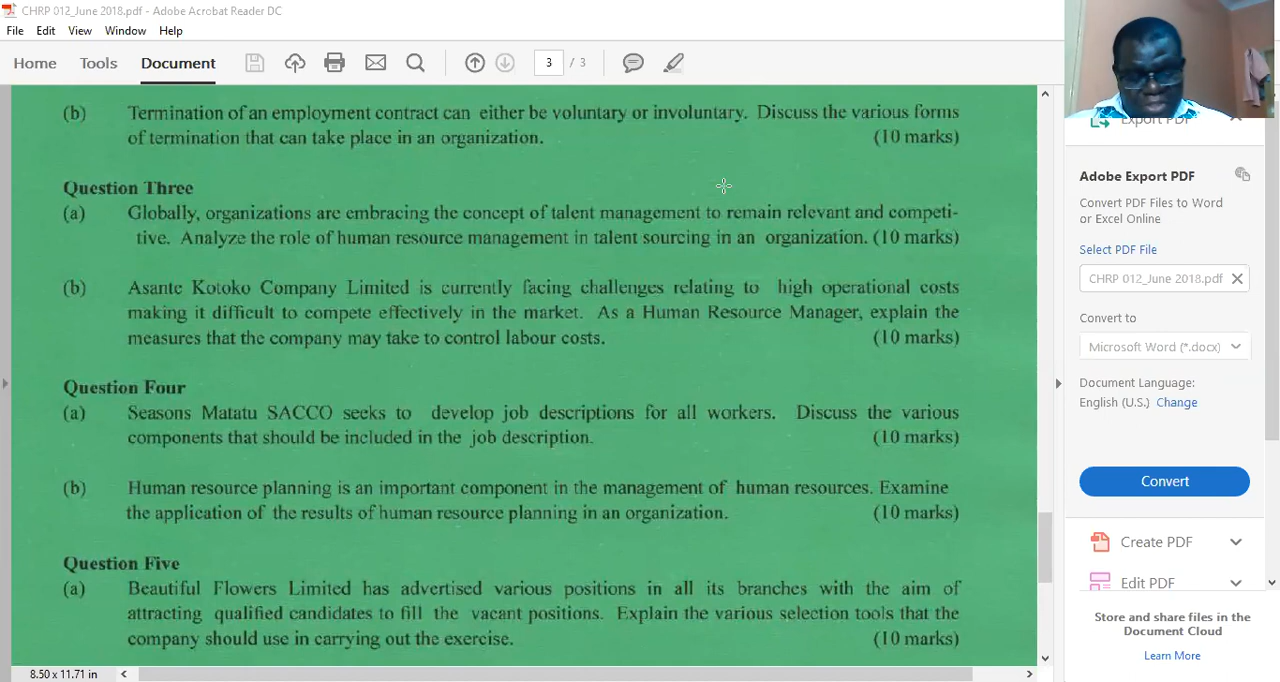 CHRP 012_June 2018.pdf - Adobe Acrobat Reader DC
File Edit View Window Help
Home Tools Document 3 / 3
(b) Termination of an employment contract can either be voluntary or involuntary. Discuss the various forms
of termination that can take place in an organization. (10 marks)
Question Three
(a) Globally, organizations are embracing the concept of talent management to remain relevant and competi-
tive. Analyze the role of human resource management in talent sourcing in an organization. (10 marks)
(b) Asante Kotoko Company Limited is currently facing challenges relating to high operational costs
making it difficult to compete effectively in the market. As a Human Resource Manager, explain the
measures that the company may take to control labour costs. (10 marks)
Question Four
(a) Seasons Matatu SACCO seeks to develop job descriptions for all workers. Discuss the various
components that should be included in the job description. (10 marks)
(b) Human resource planning is an important component in the management of human resources. Examine
the application of the results of human resource planning in an organization. (10 marks)
Question Five
(a) Beautiful Flowers Limited has advertised various positions in all its branches with the aim of
attracting qualified candidates to fill the vacant positions. Explain the various selection tools that the
company should use in carrying out the exercise. (10 marks)
8.50 x 11.71 in
Export PDF
Adobe Export PDF
Convert PDF Files to Word
or Excel Online
Select PDF File
CHRP 012_June 2018.pdf
Convert to
Microsoft Word (*.docx)
Document Language:
English (U.S.) Change
Convert
Create PDF
Edit PDF
Store and share files in the
Document Cloud
Learn More